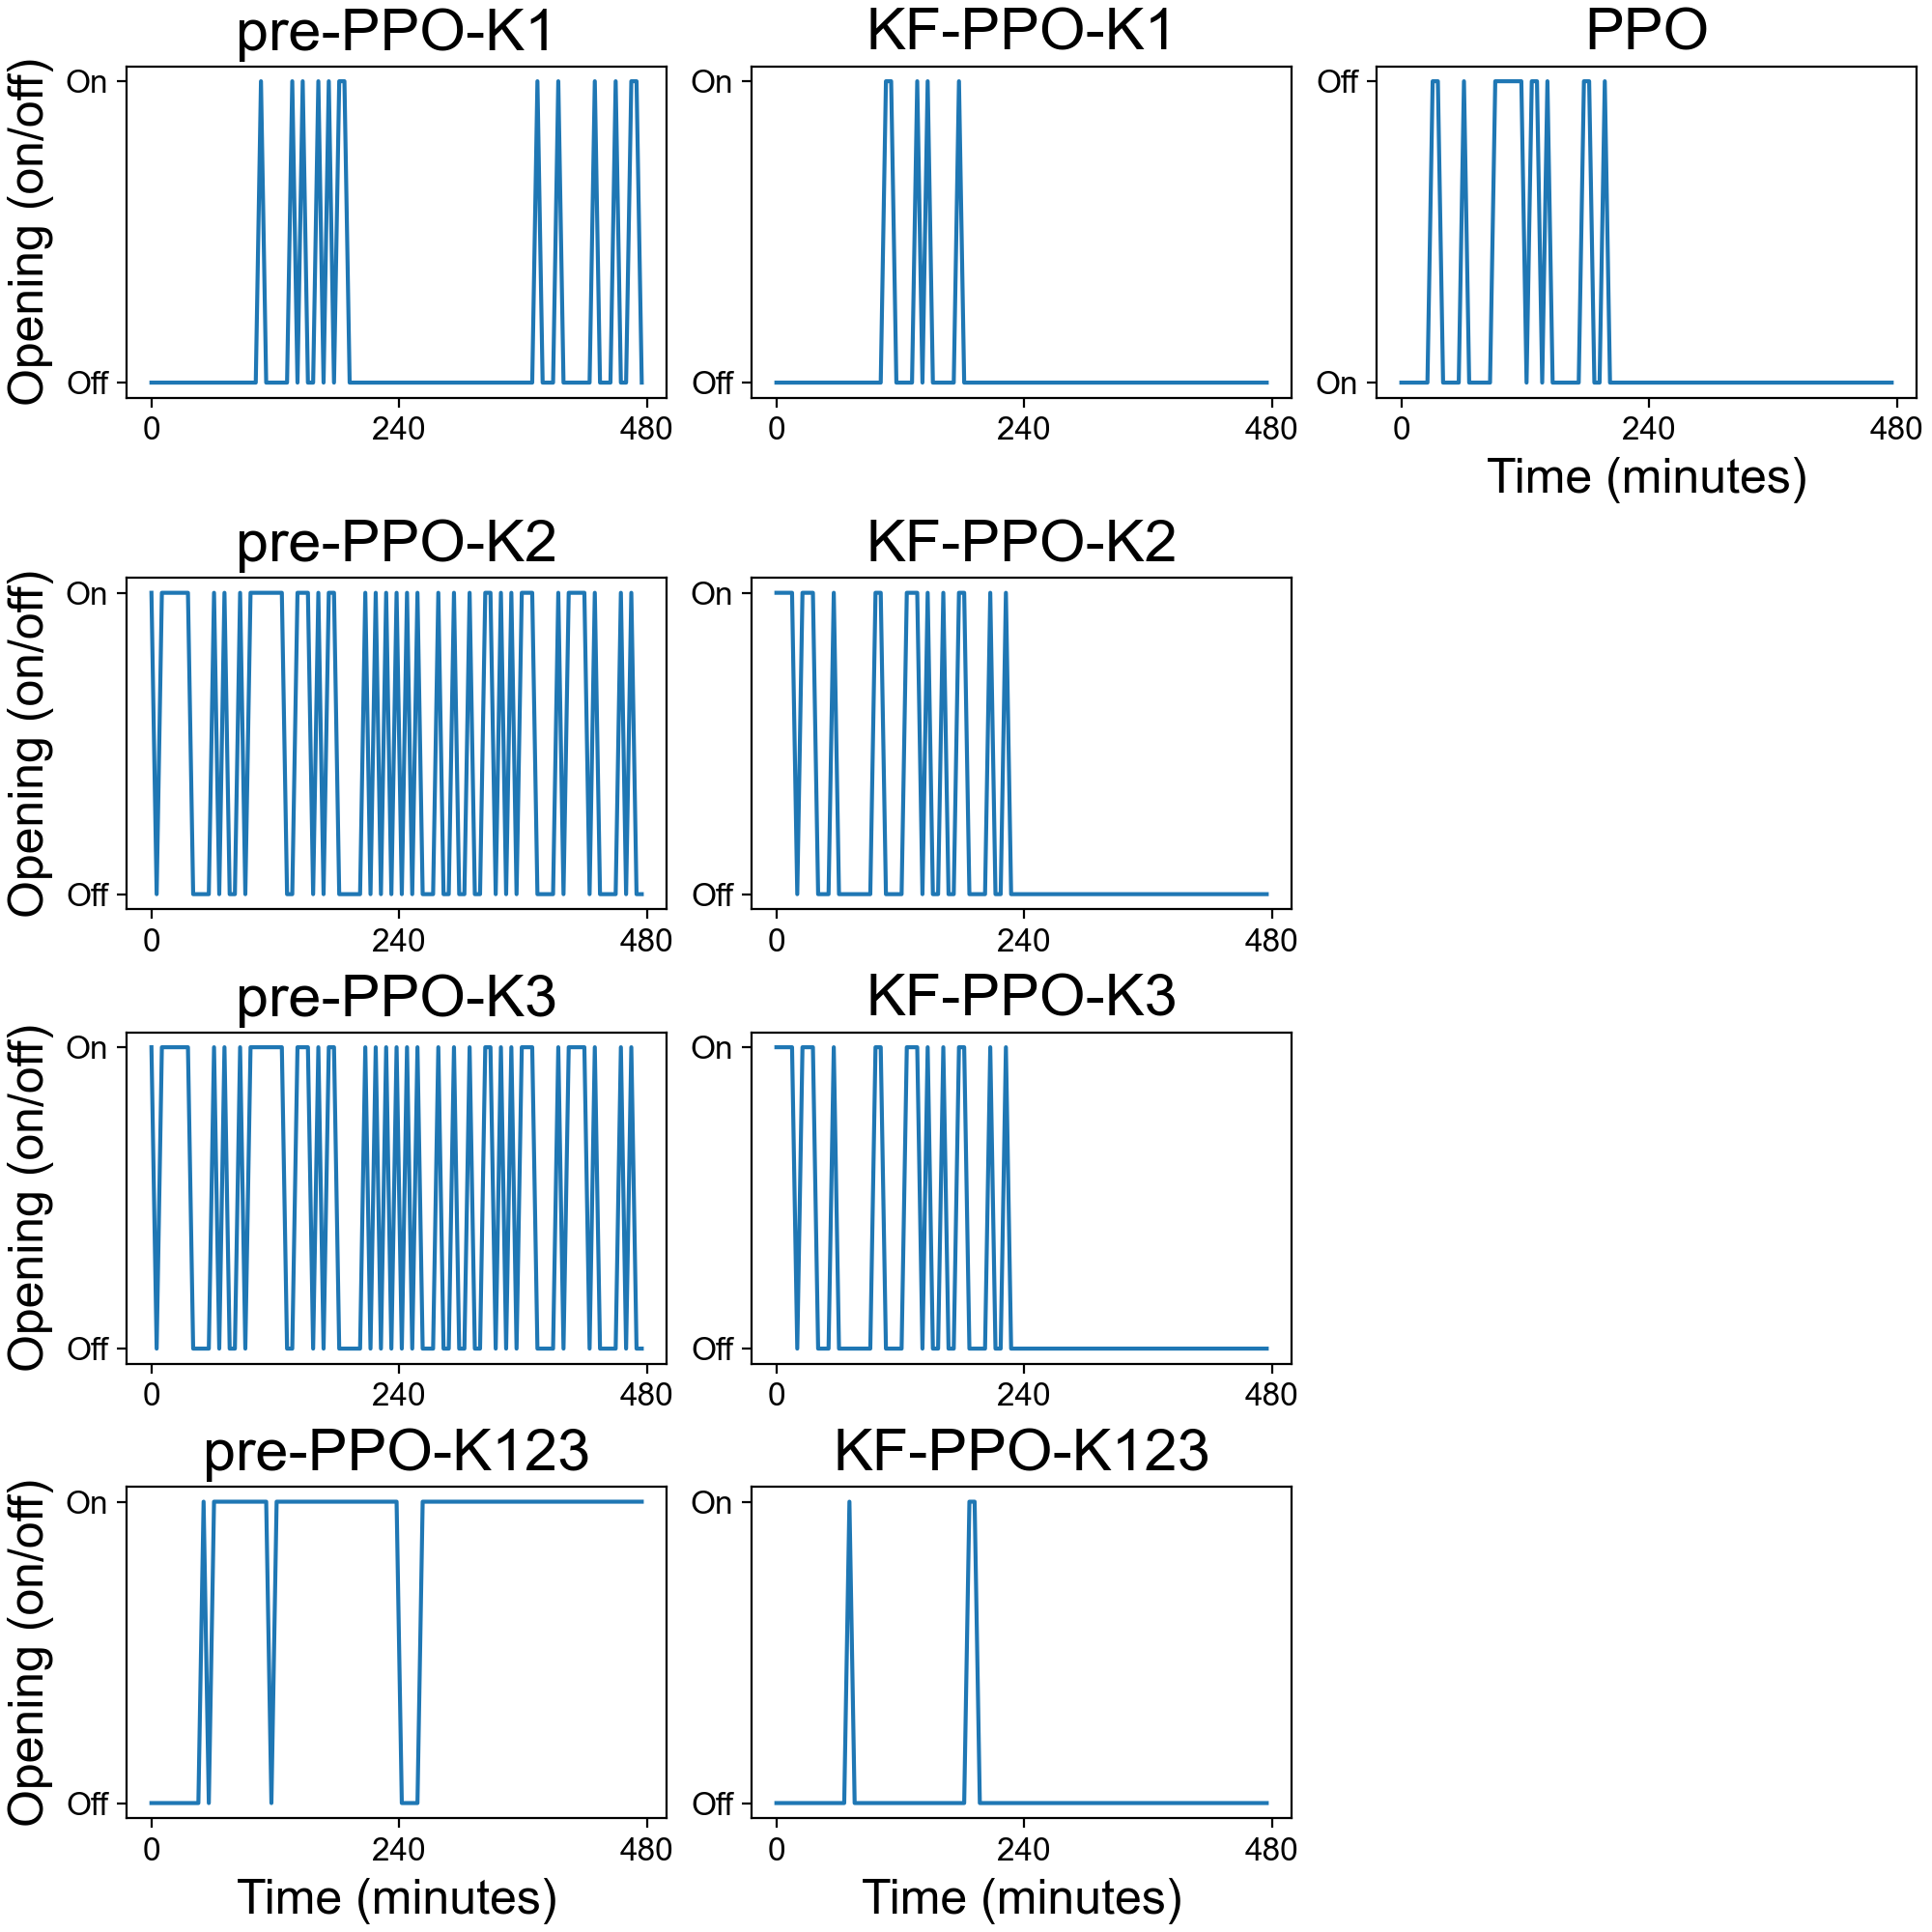 pre-PPO-K1
KF-PPO-K1
PPO
Opening (on/off)
On
Off
0
240
480
On
Off
0
240
480
Off
On
0
240
480
Time (minutes)
pre-PPO-K2
KF-PPO-K2
Opening (on/off)
On
Off
0
240
480
On
Off
0
240
480
pre-PPO-K3
KF-PPO-K3
Opening (on/off)
On
Off
0
240
480
On
Off
0
240
480
pre-PPO-K123
KF-PPO-K123
Opening (on/off)
On
Off
0
240
480
Time (minutes)
On
Off
0
240
480
Time (minutes)